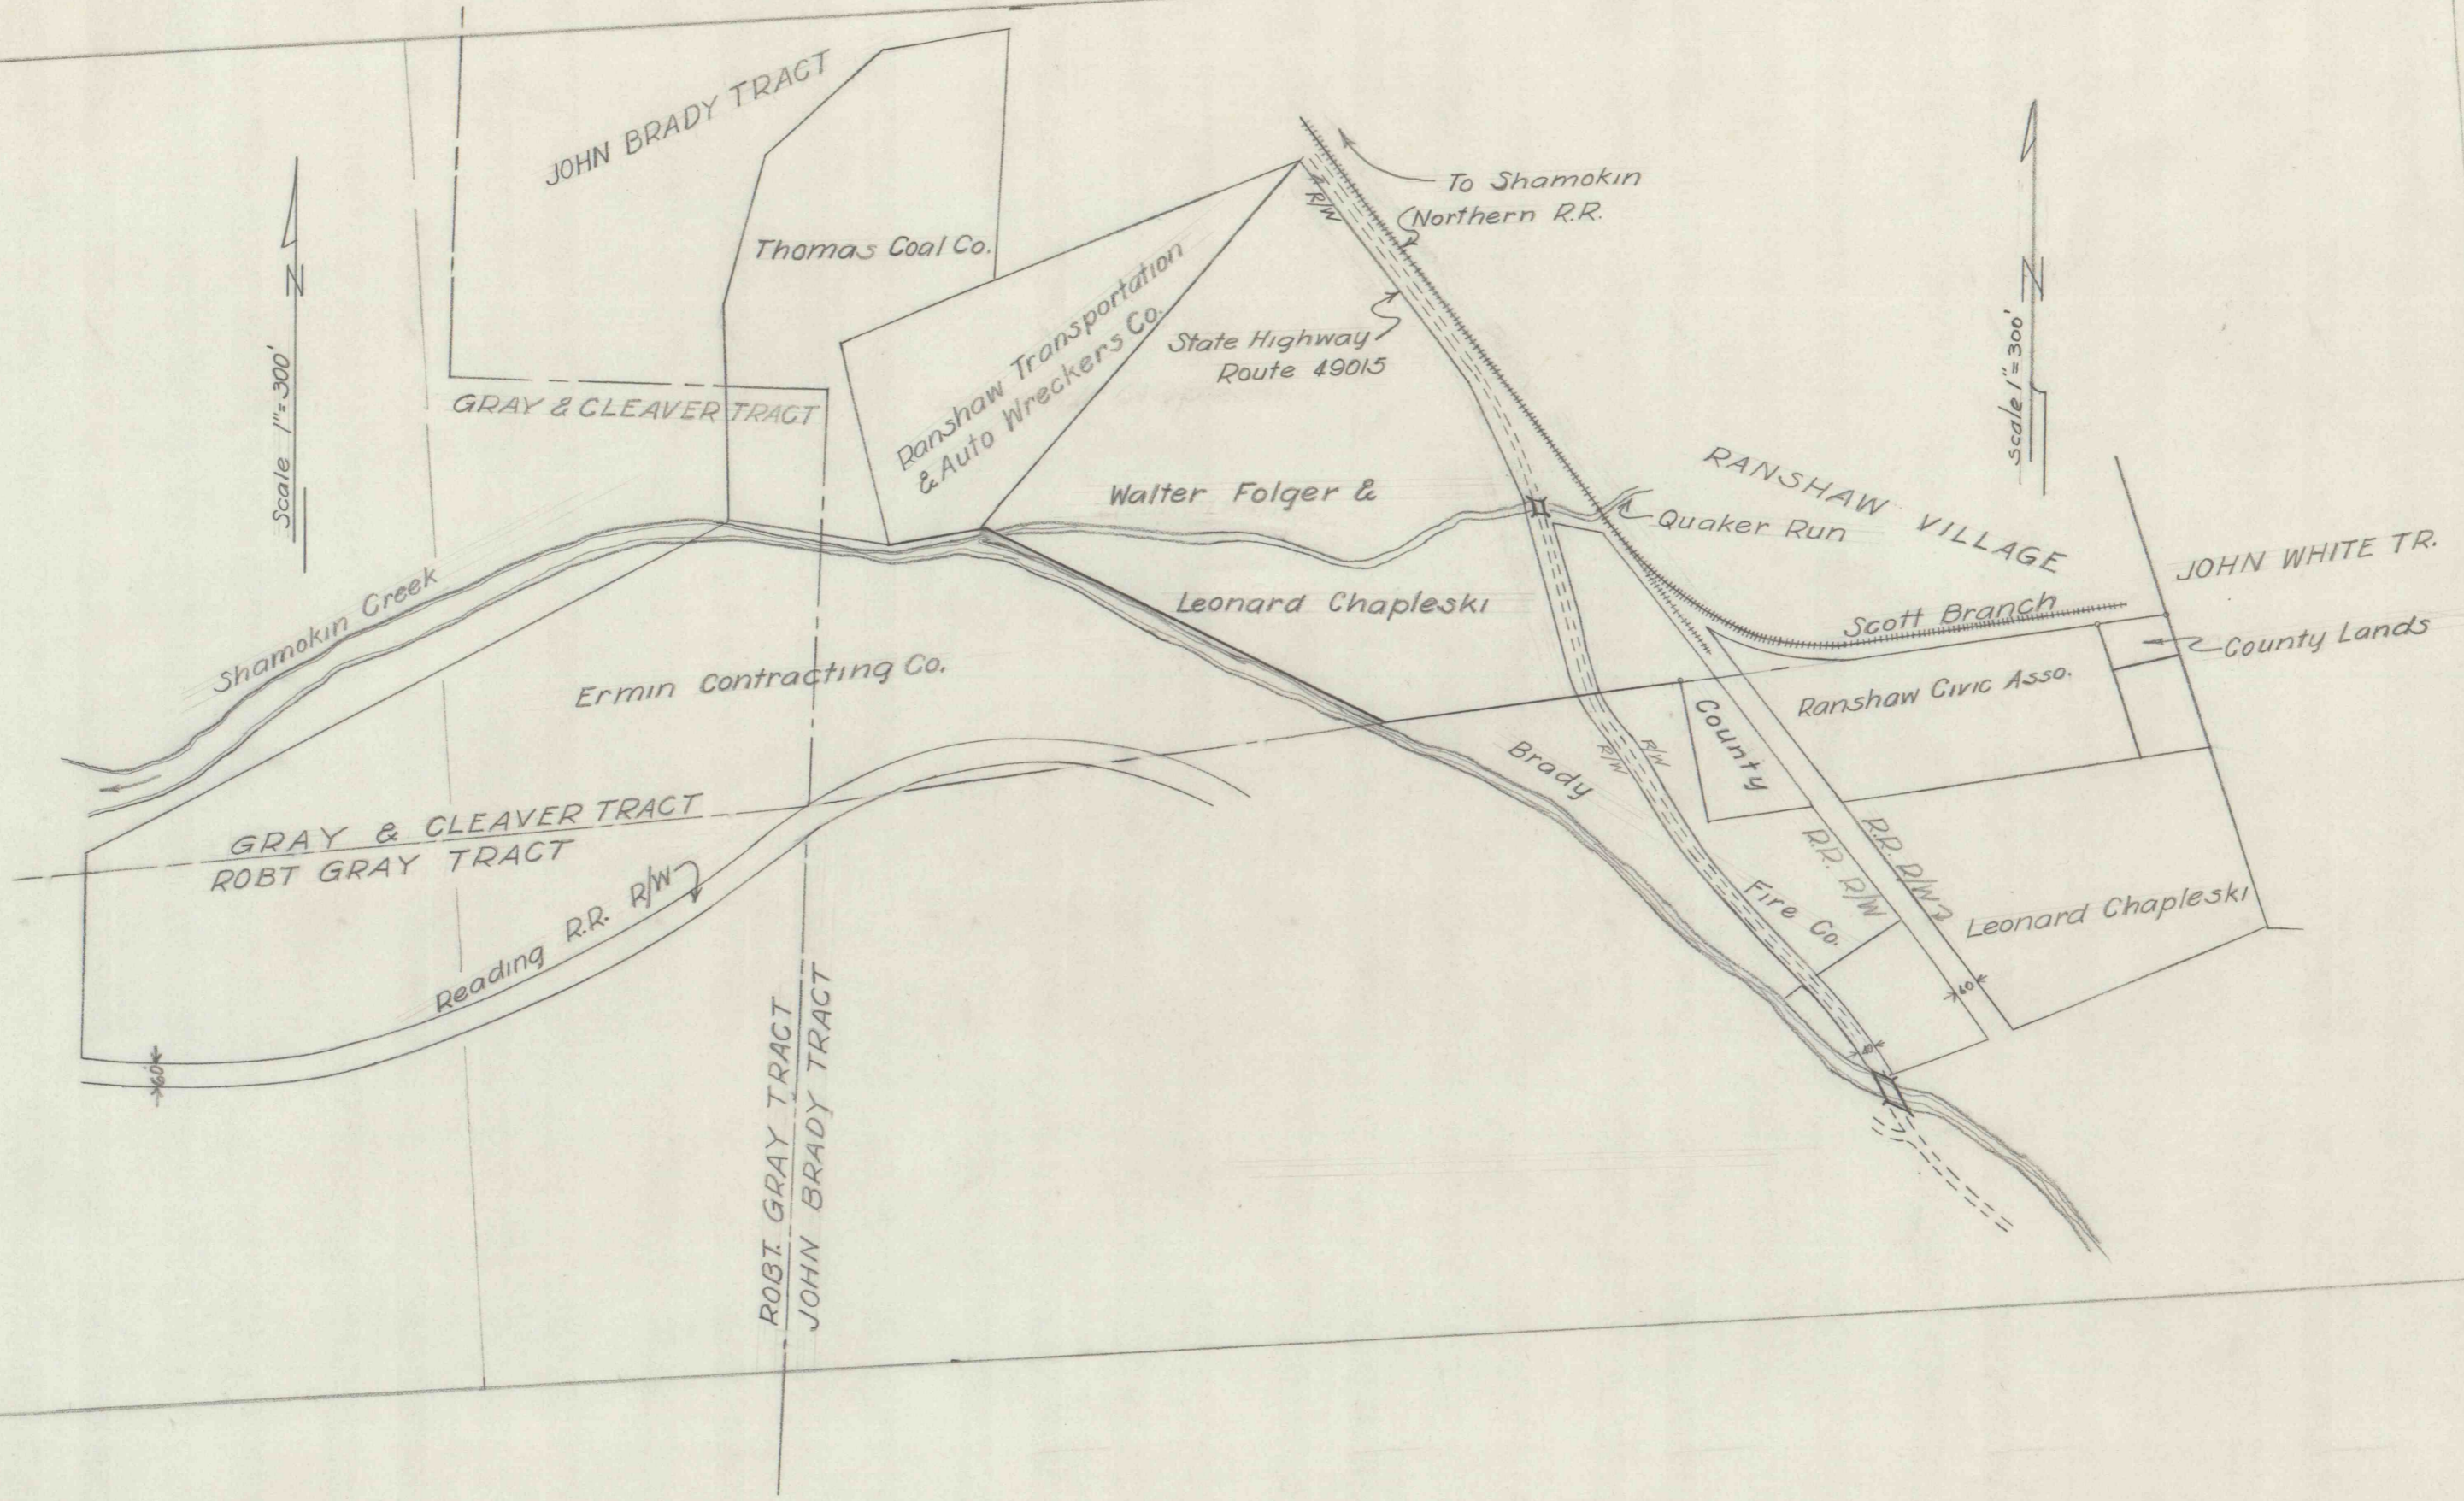 JOHN BRADY TRACT
Thomas Coal Co.
To Shamokin
Northern R.R.
R/W
State Highway
Route 49015
Ranshaw Transportation
& Auto Wreckers Co.
GRAY & CLEAVER TRACT
N
Scale 1"=300'
N
Scale 1"=300'
Walter Folger &
Leonard Chapleski
Quaker Run
RANSHAW VILLAGE
JOHN WHITE TR.
Scott Branch
County Lands
Ranshaw Civic Asso.
Shamokin Creek
Ermin Contracting Co.
County
Brady
R/W
R/W
Fire Co.
R.R. R/W
R.R. R/W
Leonard Chapleski
60
40
GRAY & CLEAVER TRACT
ROBT GRAY TRACT
Reading R.R. R/W
60'
ROBT. GRAY TRACT
JOHN BRADY TRACT